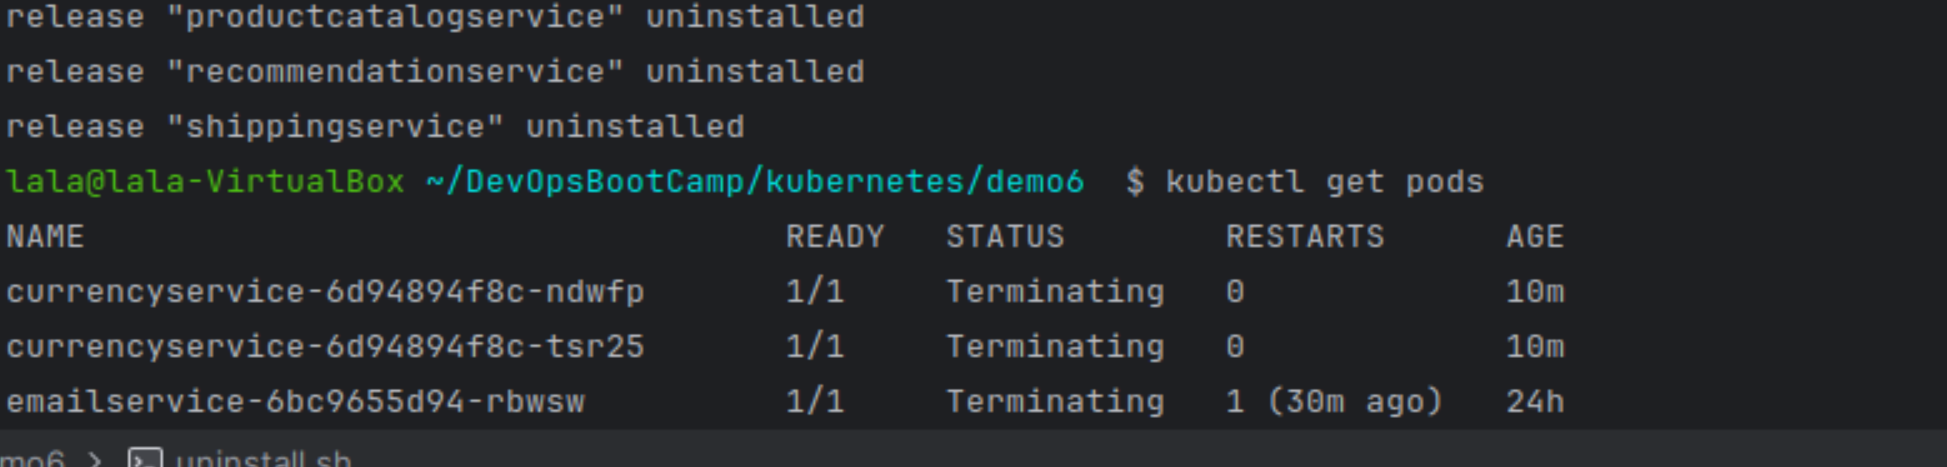 release "productcatalogservice" uninstalled
release "recommendationservice" uninstalled
release "shippingservice" uninstalled
lala@lala-VirtualBox ~/DevOpsBootCamp/kubernetes/demo6 $ kubectl get pods
NAME READY STATUS RESTARTS AGE
currencyservice-6d94894f8c-ndwfp 1/1 Terminating 0 10m
currencyservice-6d94894f8c-tsr25 1/1 Terminating 0 10m
emailservice-6bc9655d94-rbwsw 1/1 Terminating 1 (30m ago) 24h
mo6 > uninstall.sh